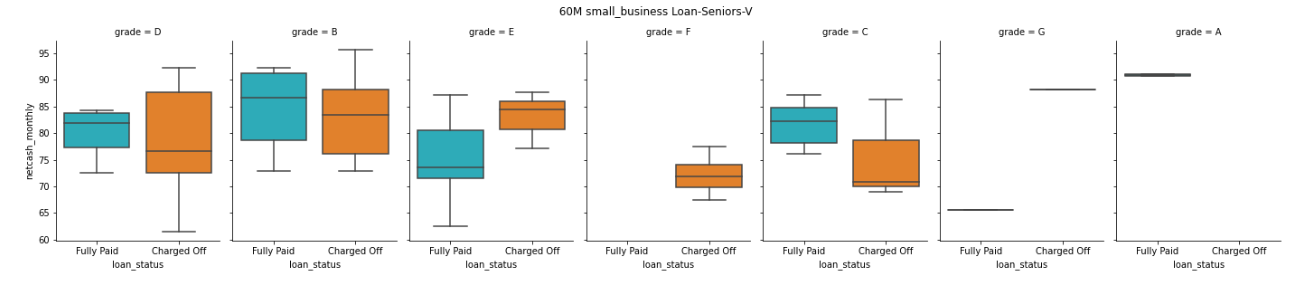 60M small_business Loan-Seniors-V
grade = D
grade = B
grade = E
grade = F
grade = C
grade = G
grade = A
netcash_monthly
95
90
85
80
75
70
65
60
Fully Paid Charged Off
Fully Paid Charged Off
Fully Paid Charged Off
Fully Paid Charged Off
Fully Paid Charged Off
Fully Paid Charged Off
Fully Paid Charged Off
loan_status
loan_status
loan_status
loan_status
loan_status
loan_status
loan_status